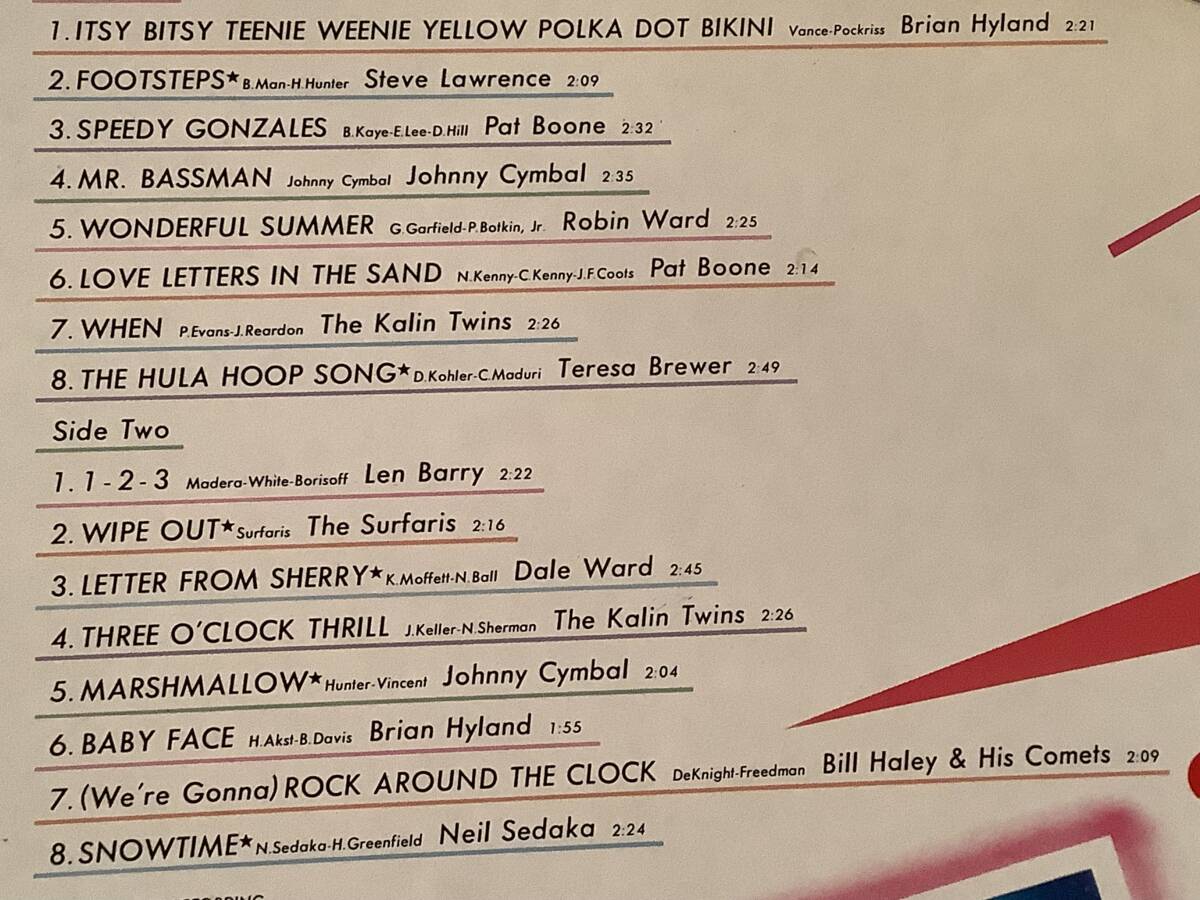 1. ITSY BITSY TEENIE WEENIE YELLOW POLKA DOT BIKINI Vance-Pockriss Brian Hyland 2:21
2. FOOTSTEPS★ B.Man-H.Hunter Steve Lawrence 2:09
3. SPEEDY GONZALES B.Kaye-E.Lee-D.Hill Pat Boone 2:32
4. MR. BASSMAN Johnny Cymbal Johnny Cymbal 2:35
5. WONDERFUL SUMMER G.Garfield-P.Botkin, Jr. Robin Ward 2:25
6. LOVE LETTERS IN THE SAND N.Kenny-C.Kenny-J.F.Coots Pat Boone 2:14
7. WHEN P.Evans-J.Reardon The Kalin Twins 2:26
8. THE HULA HOOP SONG★ D.Kohler-C.Maduri Teresa Brewer 2:49
Side Two
1. 1-2-3 Madera-White-Borisoff Len Barry 2:22
2. WIPE OUT★ Surfaris The Surfaris 2:16
3. LETTER FROM SHERRY★ K.Moffett-N.Ball Dale Ward 2:45
4. THREE O'CLOCK THRILL J.Keller-N.Sherman The Kalin Twins 2:26
5. MARSHMALLOW★ Hunter-Vincent Johnny Cymbal 2:04
6. BABY FACE H.Akst-B.Davis Brian Hyland 1:55
7. (We're Gonna) ROCK AROUND THE CLOCK DeKnight-Freedman Bill Haley & His Comets 2:09
8. SNOWTIME★ N.Sedaka-H.Greenfield Neil Sedaka 2:24